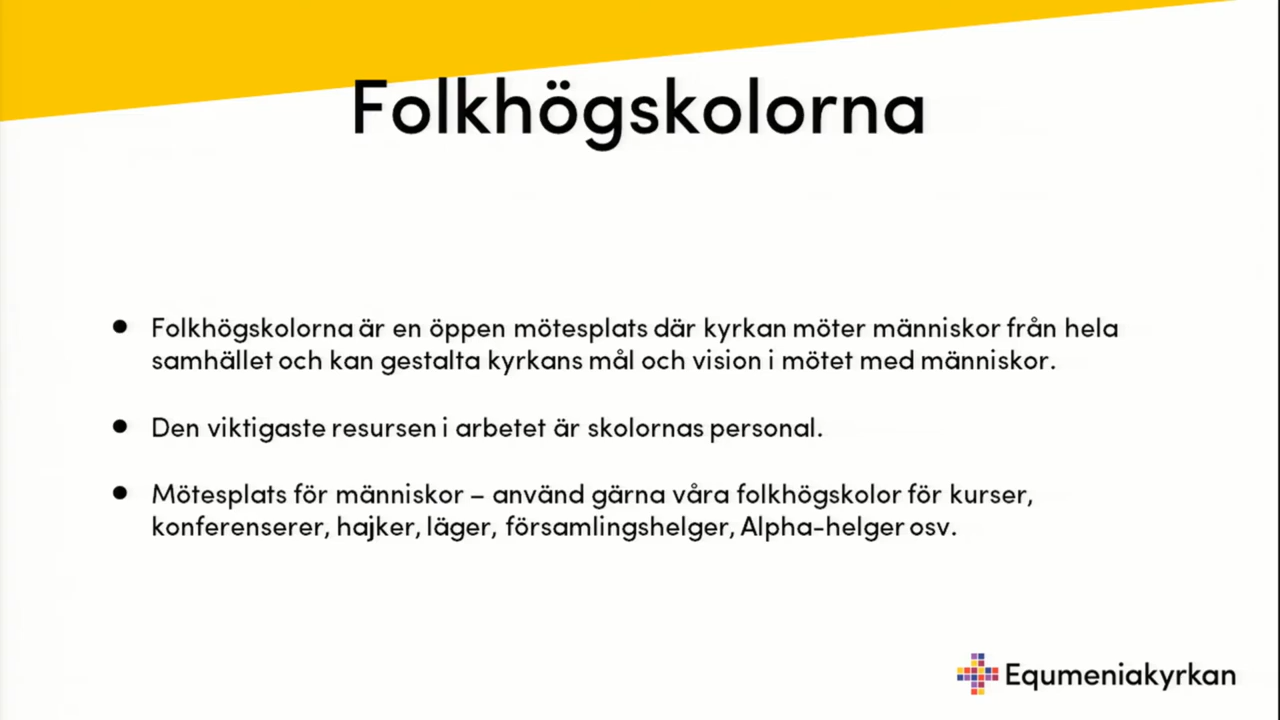 Folkhögskolorna
● Folkhögskolorna är en öppen mötesplats där kyrkan möter människor från hela
samhället och kan gestalta kyrkans mål och vision i mötet med människor.
● Den viktigaste resursen i arbetet är skolornas personal.
● Mötesplats för människor – använd gärna våra folkhögskolor för kurser,
konferenserer, hajker, läger, församlingshelger, Alpha-helger osv.
Equmeniakyrkan